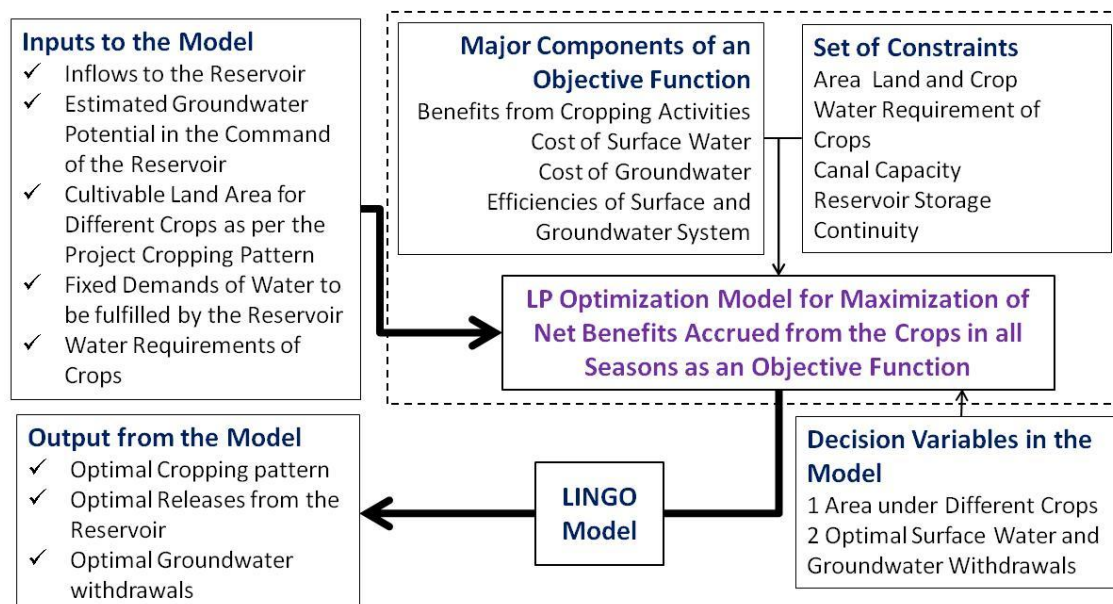 Inputs to the Model
✓ Inflows to the Reservoir
✓ Estimated Groundwater
Potential in the Command
of the Reservoir
✓ Cultivable Land Area for
Different Crops as per the
Project Cropping Pattern
✓ Fixed Demands of Water to
be fulfilled by the Reservoir
✓ Water Requirements of
Crops
Major Components of an
Objective Function
Benefits from Cropping Activities
Cost of Surface Water
Cost of Groundwater
Efficiencies of Surface and
Groundwater System
Set of Constraints
Area Land and Crop
Water Requirement of
Crops
Canal Capacity
Reservoir Storage
Continuity
LP Optimization Model for Maximization of
Net Benefits Accrued from the Crops in all
Seasons as an Objective Function
Decision Variables in the
Model
1 Area under Different Crops
2 Optimal Surface Water and
Groundwater Withdrawals
LINGO
Model
Output from the Model
✓ Optimal Cropping pattern
✓ Optimal Releases from the
Reservoir
✓ Optimal Groundwater
withdrawals